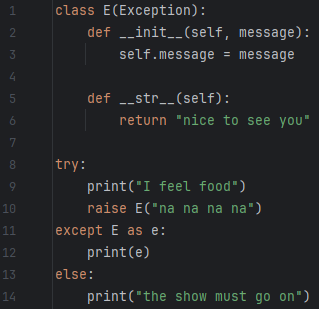 1 class E(Exception):
2     def __init__(self, message):
3         self.message = message
4
5     def __str__(self):
6         return "nice to see you"
7
8 try:
9     print("I feel food")
10     raise E("na na na na")
11 except E as e:
12     print(e)
13 else:
14     print("the show must go on")